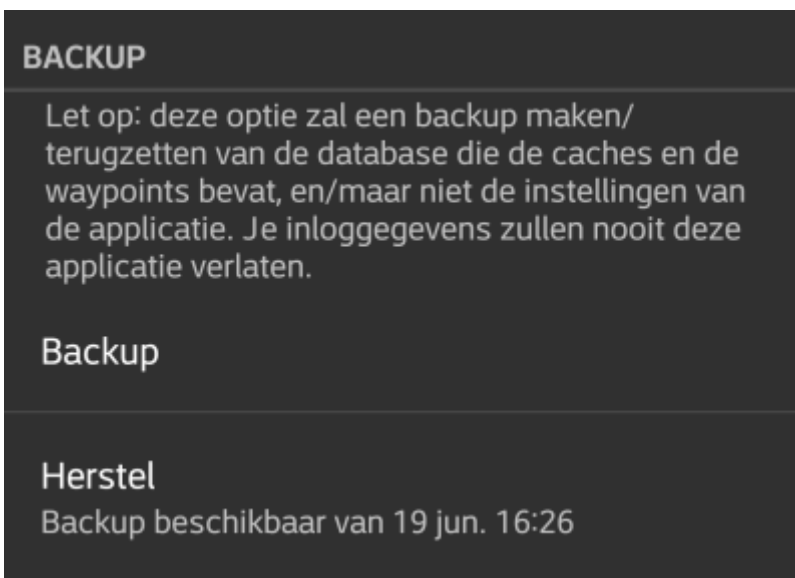 BACKUP
Let op: deze optie zal een backup maken/
terugzetten van de database die de caches en de
waypoints bevat, en/maar niet de instellingen van
de applicatie. Je inloggegevens zullen nooit deze
applicatie verlaten.
Backup
Herstel
Backup beschikbaar van 19 jun. 16:26